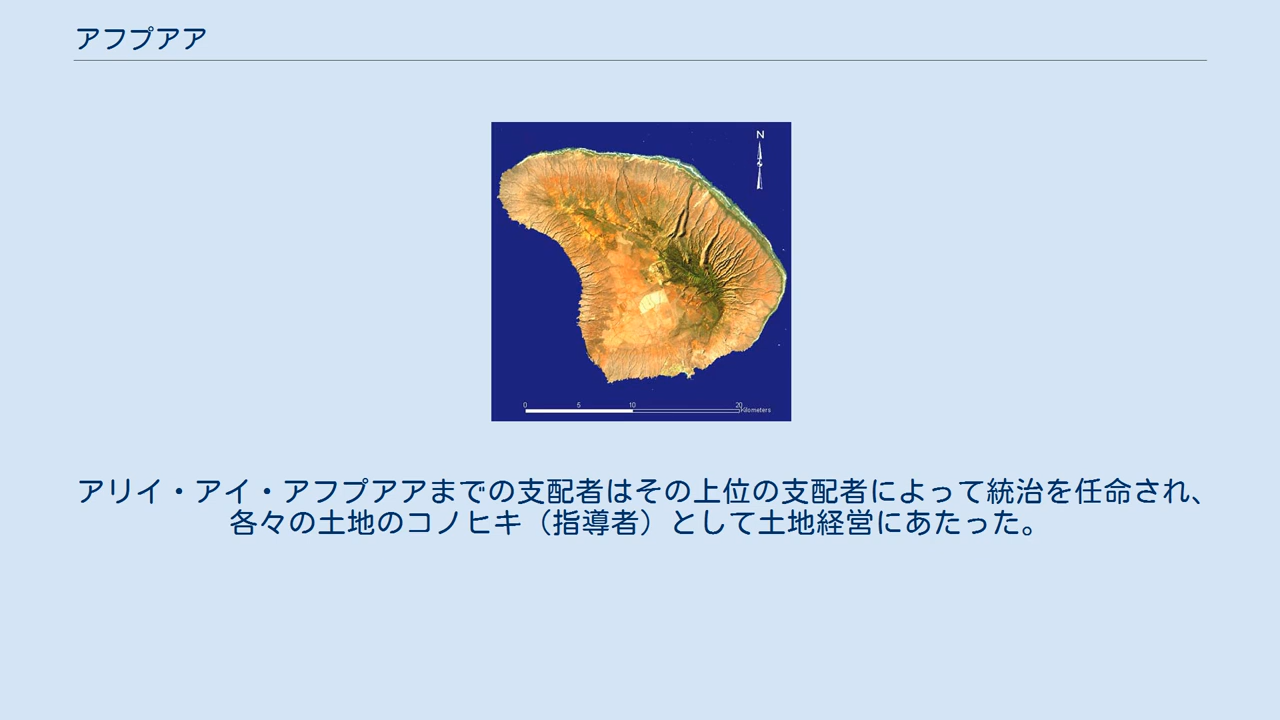 アフプアア
N
0 5 10 20
Kilometers
アリイ・アイ・アフプアアまでの支配者はその上位の支配者によって統治を任命され、
各々の土地のコノヒキ（指導者）として土地経営にあたった。